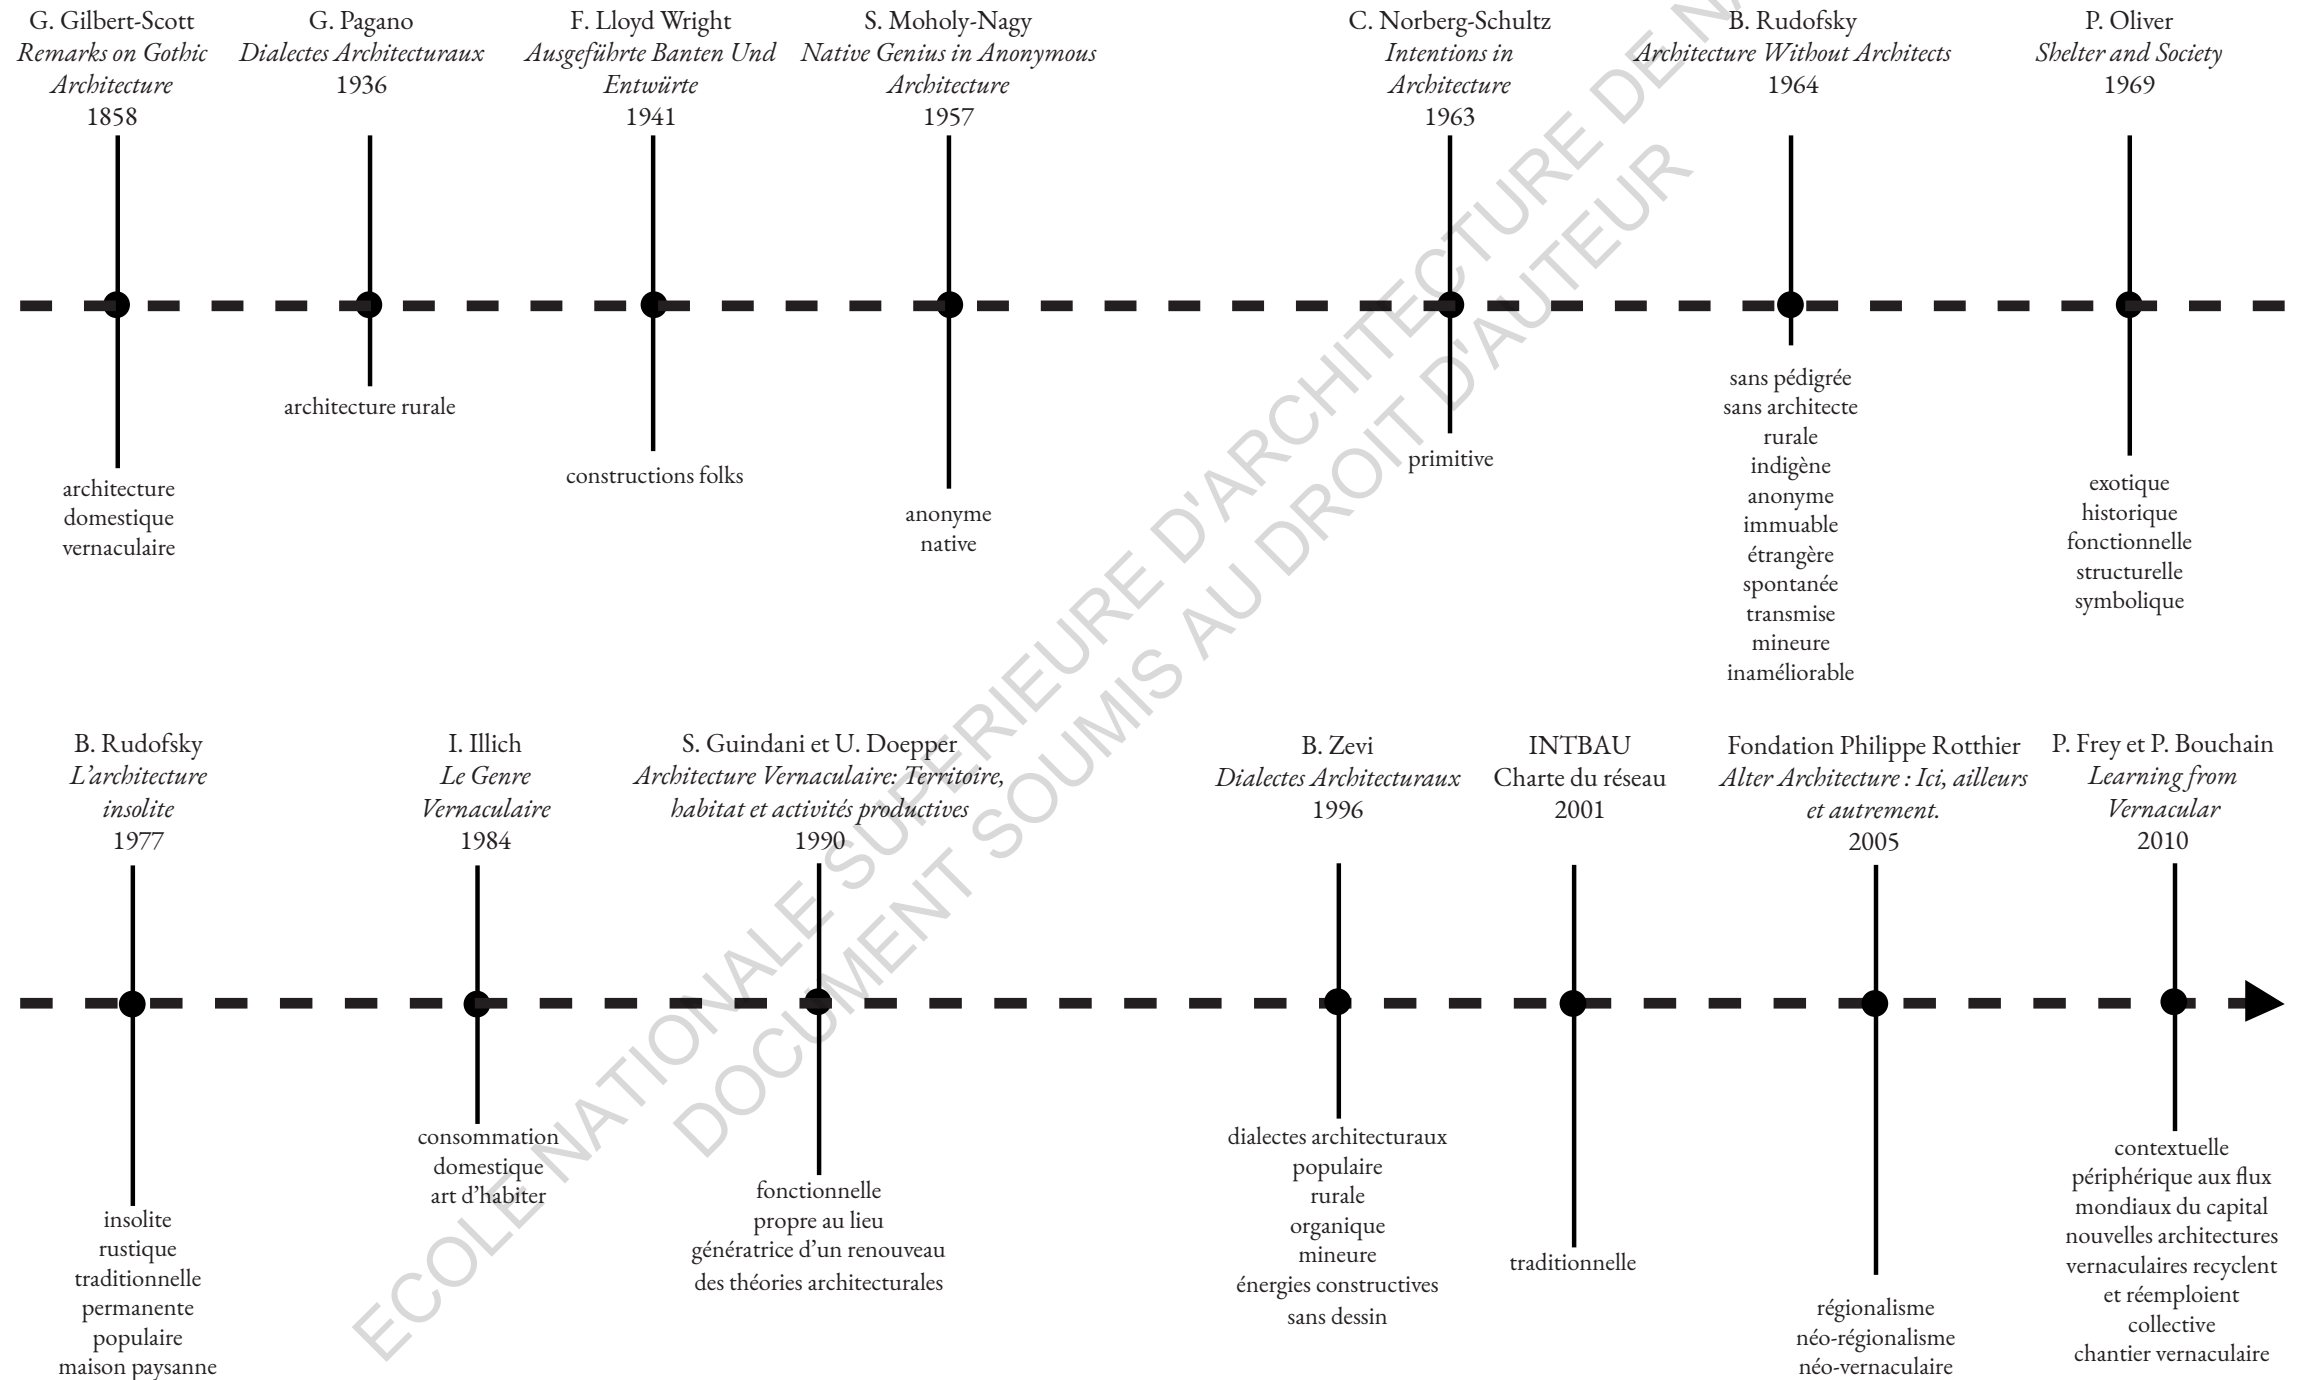 G. Gilbert-Scott
Remarks on Gothic
Architecture
1858
architecture
domestique
vernaculaire
G. Pagano
Dialectes Architecturaux
1936
architecture rurale
F. Lloyd Wright
Ausgeführte Banten Und
Entwürte
1941
constructions folks
S. Moholy-Nagy
Native Genius in Anonymous
Architecture
1957
anonyme
native
C. Norberg-Schultz
Intentions in
Architecture
1963
primitive
B. Rudofsky
Architecture Without Architects
1964
sans pédigrée
sans architecte
rurale
indigène
anonyme
immuable
étrangère
spontanée
transmise
mineure
inaméliorable
P. Oliver
Shelter and Society
1969
exotique
historique
fonctionnelle
structurelle
symbolique
B. Rudofsky
L'architecture
insolite
1977
insolite
rustique
traditionnelle
permanente
populaire
maison paysanne
I. Illich
Le Genre
Vernaculaire
1984
consommation
domestique
art d'habiter
S. Guindani et U. Doepper
Architecture Vernaculaire: Territoire,
habitat et activités productives
1990
fonctionnelle
propre au lieu
génératrice d'un renouveau
des théories architecturales
B. Zevi
Dialectes Architecturaux
1996
dialectes architecturaux
populaire
rurale
organique
mineure
énergies constructives
sans dessin
INTBAU
Charte du réseau
2001
traditionnelle
Fondation Philippe Rotthier
Alter Architecture : Ici, ailleurs
et autrement.
2005
régionalisme
néo-régionalisme
néo-vernaculaire
P. Frey et P. Bouchain
Learning from
Vernacular
2010
contextuelle
périphérique aux flux
mondiaux du capital
nouvelles architectures
vernaculaires recyclent
et réemploient
collective
chantier vernaculaire
ECOLE NATIONALE SUPERIEURE D'ARCHITECTURE DE
DOCUMENT SOUMIS AU DROIT D'AUTEUR